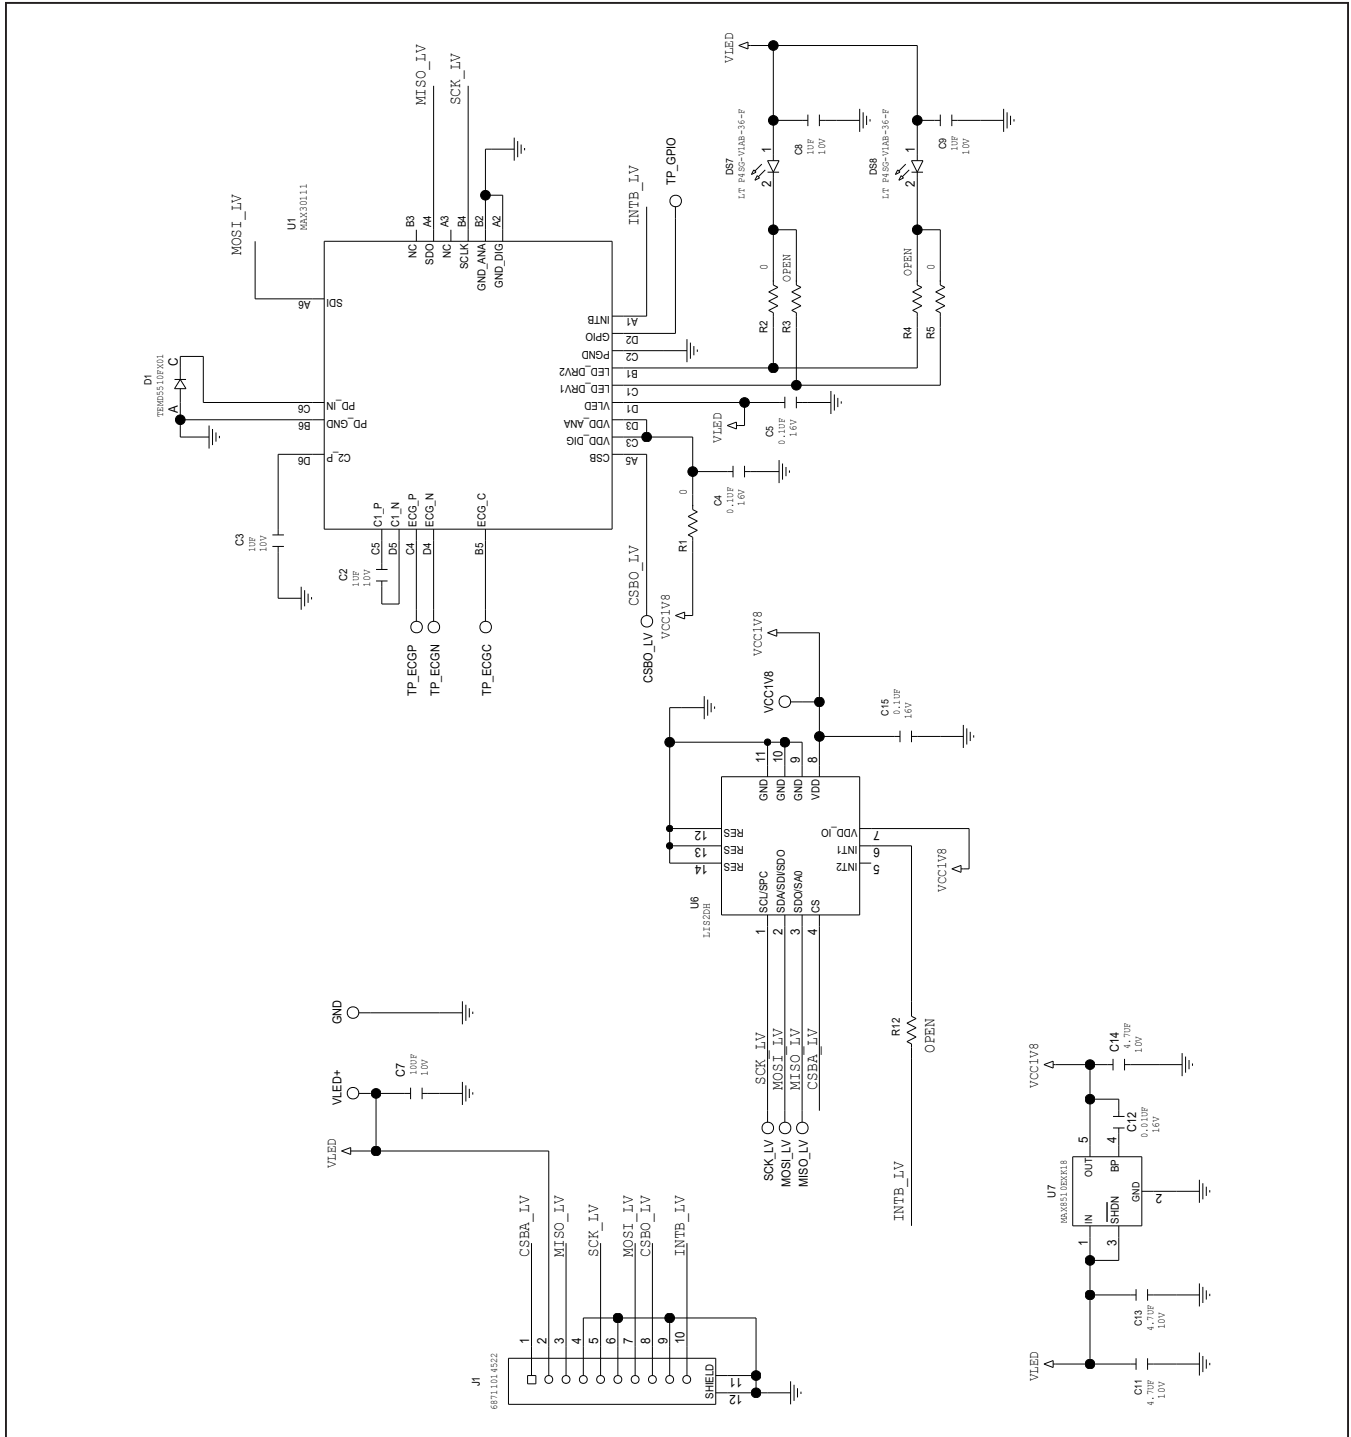 MOSI_LV
MISO_LV
SCK_LV
U1
MAX30111
B3
A4
A3
B4
B2
A2
NC
SDO
NC
SCLK
GND_ANA
GND_DIG
INTB_LV
TP_GPIO
VLED
DS7
LT P4SG-V1AB-36-F
1
2
C8
1UF
10V
DS8
LT P4SG-V1AB-36-F
1
2
C9
1UF
10V
0
R2
OPEN
R3
OPEN
R4
0
R5
A6
SDI
D1
TEMD5510FX01
C
A
C6
PD_IN
B6
PD_GND
D6
C2_P
INTB
A1
GPIO
D2
PGND
C2
LED_DRV2
B1
LED_DRV1
C1
VLED
D1
VDD_ANA
D3
VDD_DIG
C3
CSB
A5
VLED
C5
0.1UF
16V
C4
0.1UF
16V
0
R1
C3
1UF
10V
C2
1UF
10V
C1_P
C1_N
ECG_P
ECG_N
ECG_C
C5
D5
C4
D4
B5
TP_ECGP
TP_ECGN
TP_ECGC
CSBO_LV
CSBO_LV
VCC1V8
VCC1V8
VCC1V8
C15
0.1UF
16V
11
10
9
8
GND
GND
GND
VDD
12
13
14
RES
RES
RES
VDD_IO
INT1
INT2
7
6
5
VCC1V8
U6
LIS2DH
SCL/SPC
SDA/SDI/SDO
SDO/SA0
CS
1
2
3
4
SCK_LV
MOSI_LV
MISO_LV
CSBA_LV
SCK_LV
MOSI_LV
MISO_LV
R12
OPEN
INTB_LV
GND
VLED+
C7
10UF
10V
VLED
CSBA_LV
MISO_LV
SCK_LV
MOSI_LV
CSBO_LV
INTB_LV
1
2
3
4
5
6
7
8
9
10
J1
68711014522
SHIELD
11
12
VCC1V8
C14
4.7UF
10V
C12
0.01UF
16V
5
4
OUT
BP
U7
MAX8510EXK18
GND
2
IN
SHDN
1
3
C13
4.7UF
10V
VLED
C11
4.7UF
10V